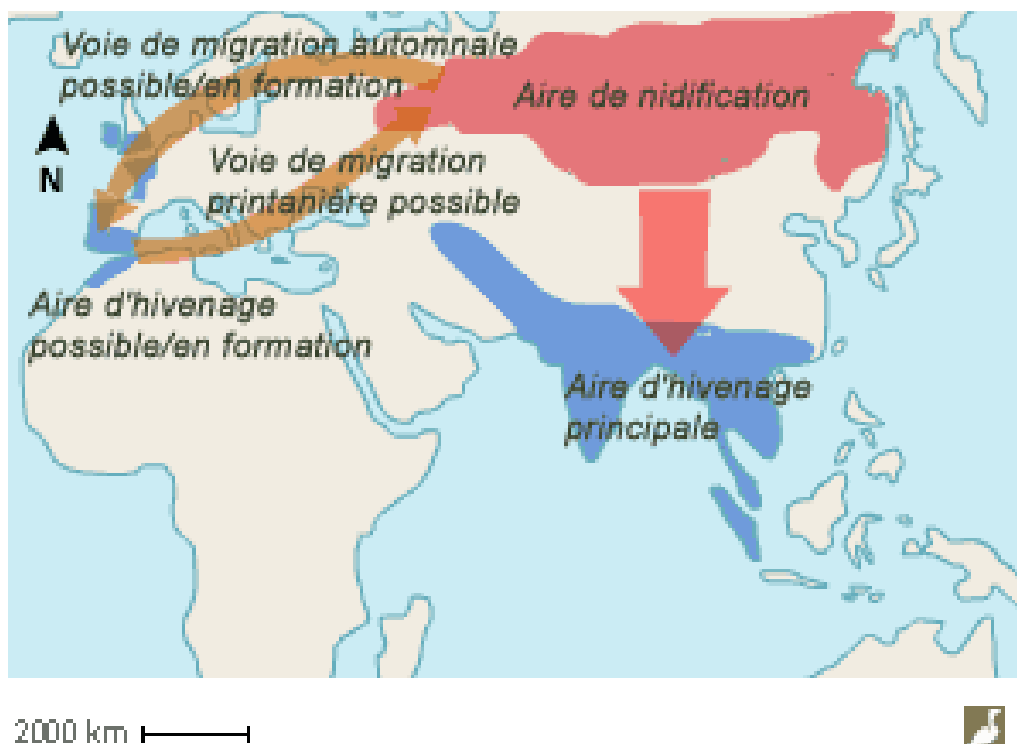 Voie de migration automnale
possible/en formation
Aire de nidification
N
Voie de migration
printanière possible
Aire d'hivenage
possible/en formation
Aire d'hivenage
principale
2000 km